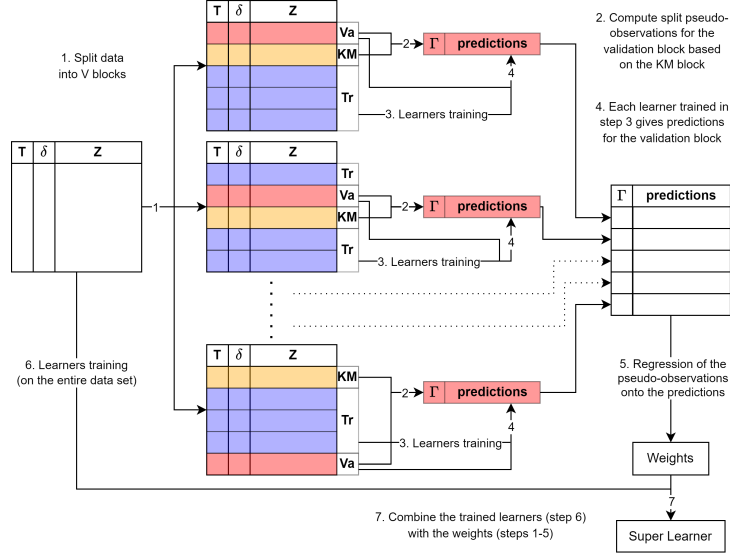 T δ Z
Va
KM
Tr
2
Γ predictions
4
3. Learners training
1. Split data
into V blocks
2. Compute split pseudo-
observations for the
validation block based
on the KM block
4. Each learner trained in
step 3 gives predictions
for the validation block
T δ Z
1
T δ Z
Tr
Va
KM
Tr
2
Γ predictions
4
3. Learners training
Γ predictions
6. Learners training
(on the entire data set)
T δ Z
KM
Tr
Va
2
Γ predictions
4
3. Learners training
5. Regression of the
pseudo-observations
onto the predictions
Weights
7
7. Combine the trained learners (step 6)
with the weights (steps 1-5)
Super Learner